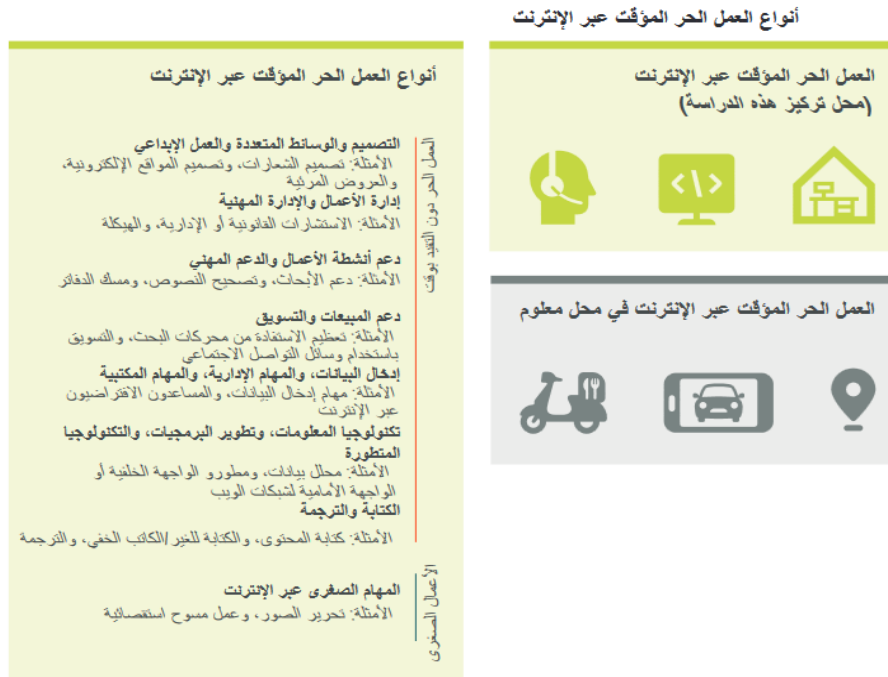 أنواع العمل الحر المؤقت عبر الإنترنت
العمل الحر المؤقت عبر الإنترنت
(محل تركيز هذه الدراسة)
العمل الحر المؤقت عبر الإنترنت في محل معلوم
أنواع العمل الحر المؤقت عبر الإنترنت
العمل الحر دون التقيد بوقت
التصميم والوسائط المتعددة والعمل الإبداعي
الأمثلة: تصميم الشعارات، وتصميم المواقع الإلكترونية،
والعروض المرئية
إدارة الأعمال والإدارة المهنية
الأمثلة: الاستشارات القانونية أو الإدارية، والهيكلة
دعم أنشطة الأعمال والدعم المهني
الأمثلة: دعم الأبحاث، وتصحيح النصوص، ومسك الدفاتر
دعم المبيعات والتسويق
الأمثلة: تعظيم الاستفادة من محركات البحث، والتسويق
باستخدام وسائل التواصل الاجتماعى
إدخال البيانات، والمهام الإدارية، والمهام المكتبية
الأمثلة: مهام إدخال البيانات، والمساعدون الافتراضيون
عبر الإنترنت
تكنولوجيا المعلومات، وتطوير البرمجيات، والتكنولوجيا
المتطورة
الأمثلة: محلل بيانات، ومطورو الواجهة الخلفية أو
الواجهة الأمامية لشبكات الويب
الكتابة والترجمة
الأمثلة: كتابة المحتوى، والكتابة للغير/الكاتب الخفي، والترجمة
الأعمال الصغرى
المهام الصغرى عبر الإنترنت
الأمثلة: تحرير الصور، وعمل مسوح استقصائية